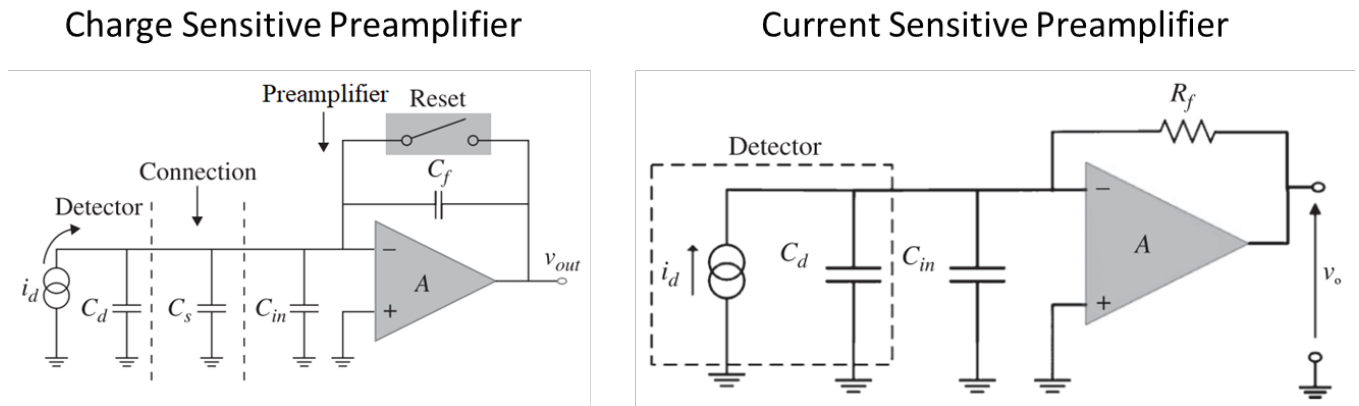 Charge Sensitive Preamplifier
Preamplifier Reset
Connection
C_f
Detector
v_out
i_d
C_d
C_s
C_in
A
−
+
Current Sensitive Preamplifier
R_f
Detector
i_d
C_d
C_in
A
−
+
v_o